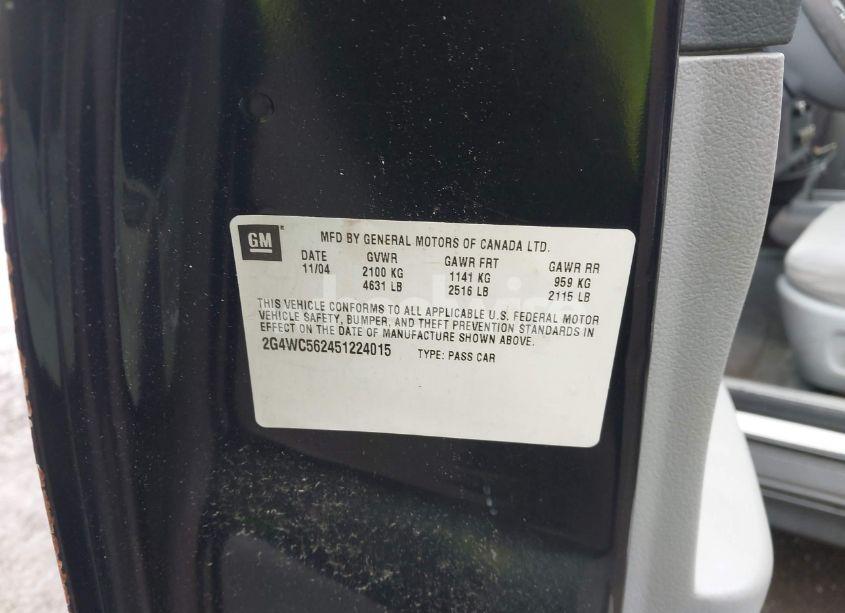 GM
MFD BY GENERAL MOTORS OF CANADA LTD.
DATE GVWR GAWR FRT GAWR RR
11/04 2100 KG 1141 KG 959 KG
4631 LB 2516 LB 2115 LB
THIS VEHICLE CONFORMS TO ALL APPLICABLE U.S. FEDERAL MOTOR
VEHICLE SAFETY, BUMPER, AND THEFT PREVENTION STANDARDS IN
EFFECT ON THE DATE OF MANUFACTURE SHOWN ABOVE.
2G4WC562451224015 TYPE: PASS CAR